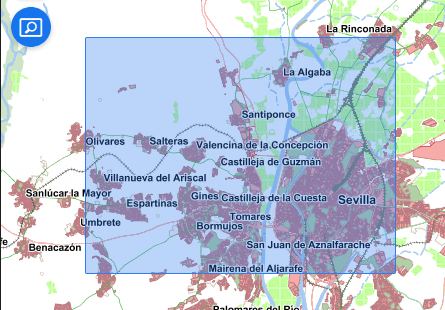 La Rinconada
La Algaba
Santiponce
Olivares
Salteras
Valencina de la Concepción
Castilleja de Guzmán
Villanueva del Ariscal
Sanlúcar la Mayor
Gines
Castilleja de la Cuesta
Sevilla
Espartinas
Tomares
Umbrete
Bormujos
Benacazón
San Juan de Aznalfarache
Mairena del Aljarafe
Palomares del Río